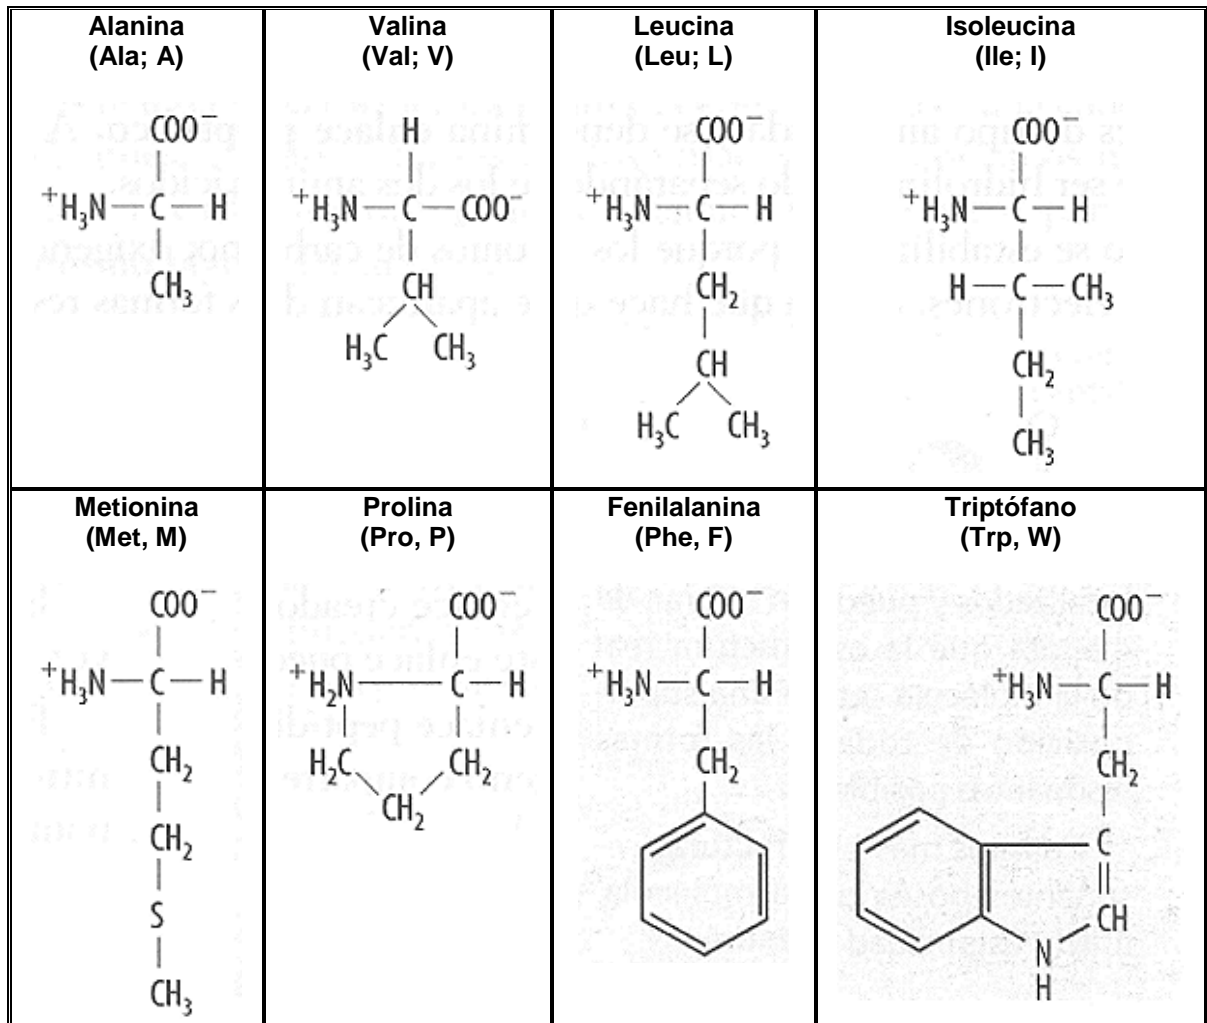 Alanina
(Ala; A)
COO⁻
⁺H₃N—C—H
CH₃
Valina
(Val; V)
H
⁺H₃N—C—COO⁻
CH
H₃C CH₃
Leucina
(Leu; L)
COO⁻
⁺H₃N—C—H
CH₂
CH
H₃C CH₃
Isoleucina
(Ile; I)
COO⁻
⁺H₃N—C—H
H—C—CH₃
CH₂
CH₃
Metionina
(Met, M)
COO⁻
⁺H₃N—C—H
CH₂
CH₂
S
CH₃
Prolina
(Pro, P)
COO⁻
⁺H₂N—C—H
H₂C CH₂
CH₂
Fenilalanina
(Phe, F)
COO⁻
⁺H₃N—C—H
CH₂
Triptófano
(Trp, W)
COO⁻
⁺H₃N—C—H
CH₂
C
CH
N
H